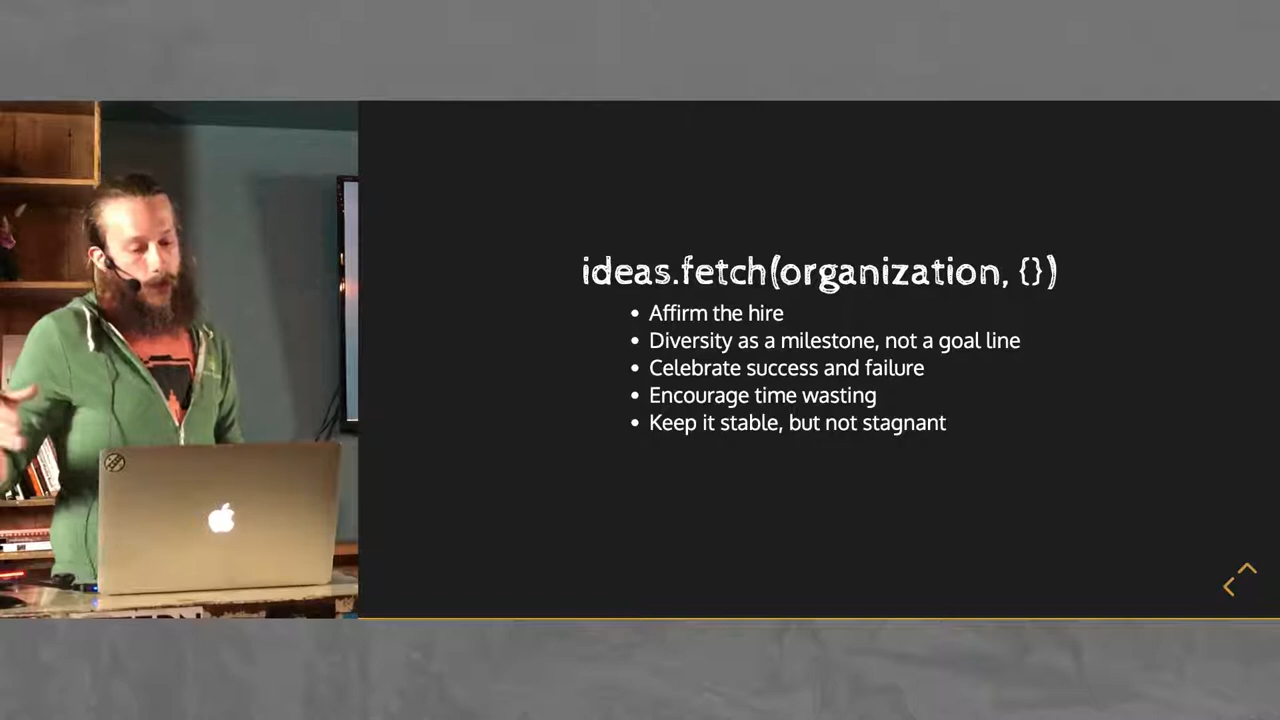 ideas.fetch(organization, {})
• Affirm the hire
• Diversity as a milestone, not a goal line
• Celebrate success and failure
• Encourage time wasting
• Keep it stable, but not stagnant